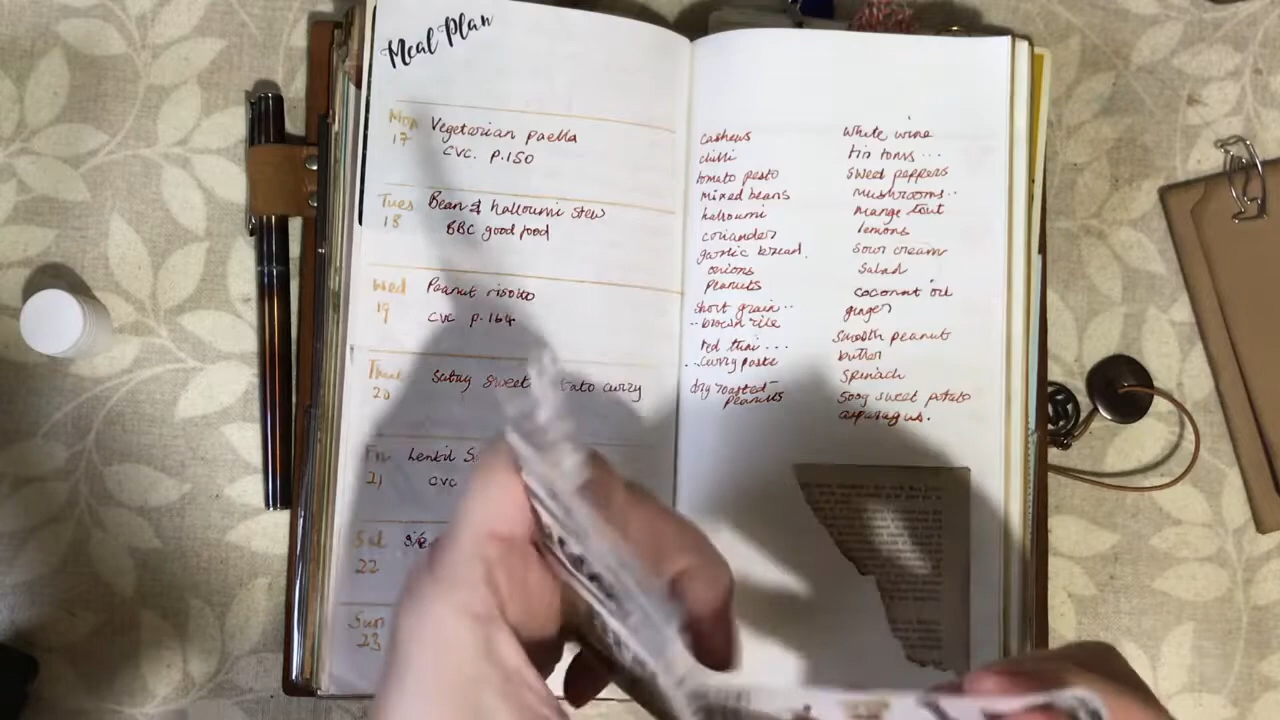 Meal Plan
Mon
17
Vegetarian paella
CVC. P.150
Tues
18
Bean & halloumi stew
BBC good food
Wed
19
Peanut risotto
CVC P.164
Thurs
20
Satay sweet tato curry
Fri
21
Lentil
CVC
Sat
22
Sun
23
cashews
chilli
tomato pesto
mixed beans
halloumi
coriander
garlic bread.
onions
Peanuts
short grain..
..brown rice
red thai ...
..curry paste
dry roasted
Peanuts
White wine
tin toms ...
Sweet peppers
mushrooms..
Mange tout
lemons
Sour cream
Salad
coconut oil
ginger
Smooth peanut
butter
Spinach
500g sweet potato
asparagus.